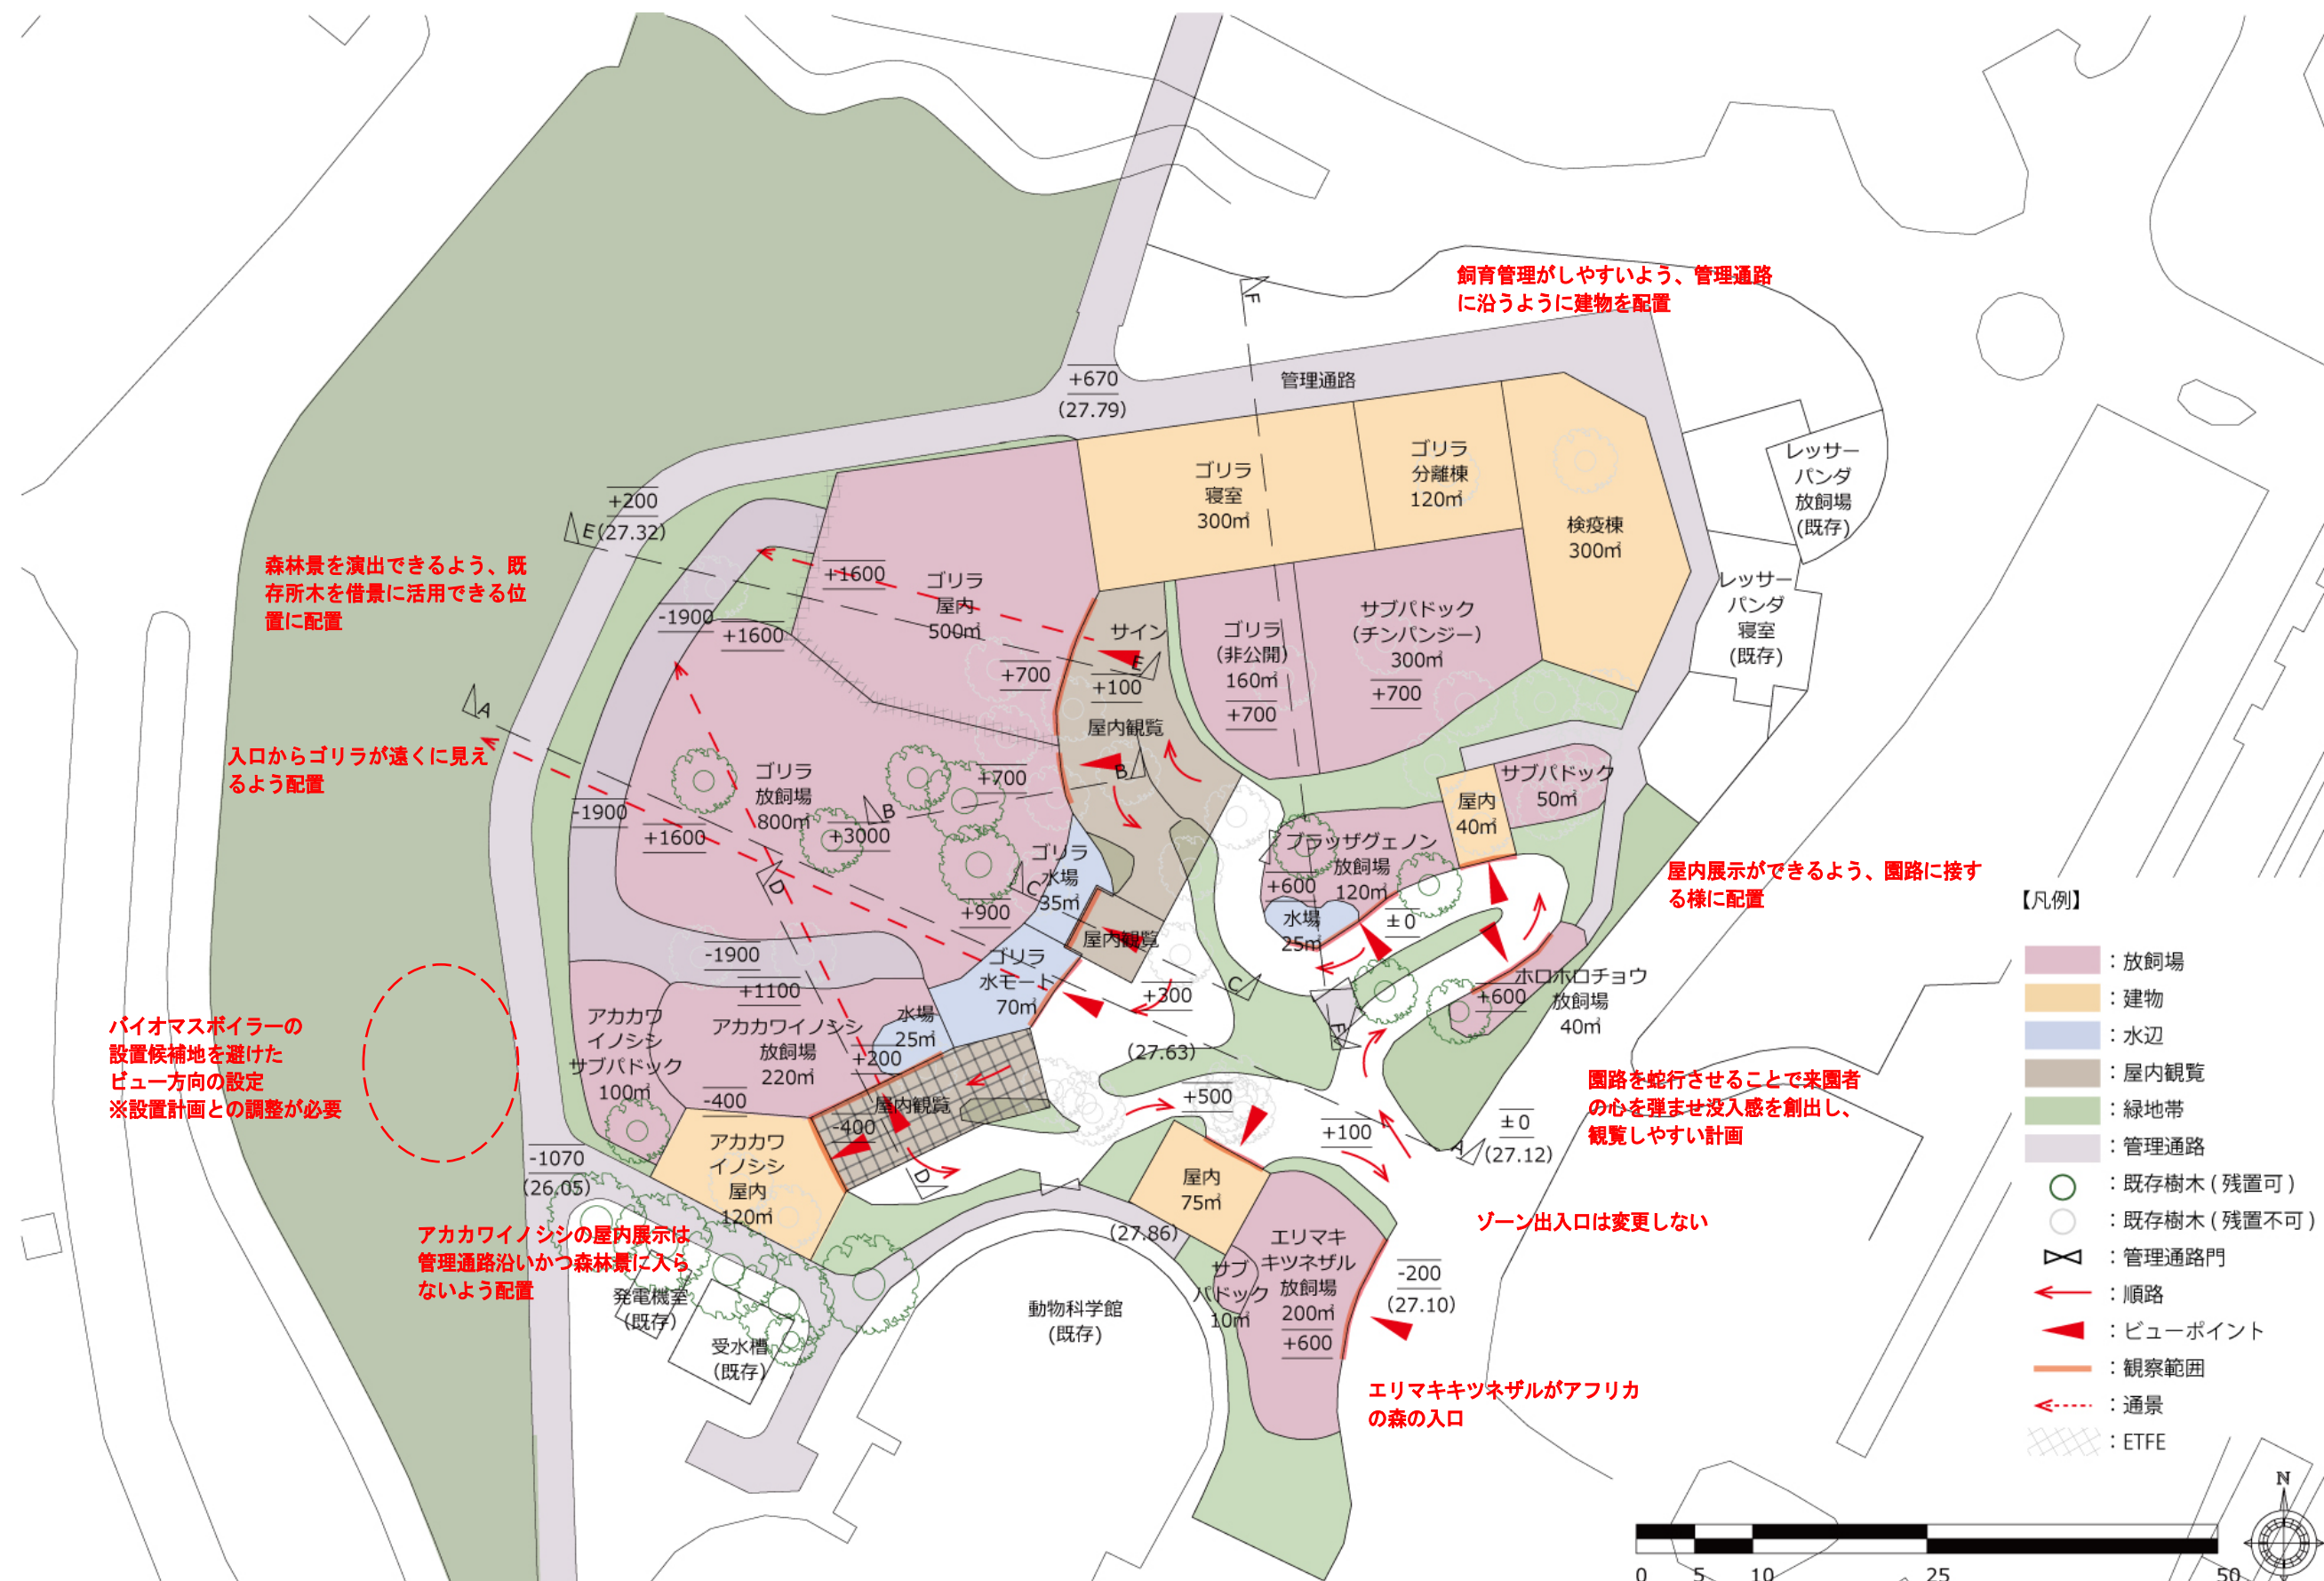 飼育管理がしやすいよう、管理通路
に沿うように建物を配置
F
+670
(27.79)
管理通路
ゴリラ
寝室
300㎡
ゴリラ
分離棟
120㎡
検疫棟
300㎡
レッサー
パンダ
放飼場
(既存)
レッサー
パンダ
寝室
(既存)
+200
(27.32)
E
森林景を演出できるよう、既
存所木を借景に活用できる位
置に配置
+1600
ゴリラ
屋内
500㎡
-1900
+1600
+700
サイン
E
+100
屋内観覧
ゴリラ
(非公開)
160㎡
+700
サブパドック
(チンパンジー)
300㎡
+700
A
入口からゴリラが遠くに見え
るよう配置
-1900
+1600
ゴリラ
放飼場
800㎡
B
+3000
+700
B
サブパドック
50㎡
屋内
40㎡
ブラッザグェノン
放飼場
120㎡
+600
水場
25㎡
±0
屋内展示ができるよう、園路に接す
る様に配置
ゴリラ
水場
35㎡
C
D
+900
屋内観覧
ゴリラ
水モート
70㎡
+300
C
-1900
+1100
ホロホロチョウ
放飼場
40㎡
+600
F
バイオマスボイラーの
設置候補地を避けた
ビュー方向の設定
※設置計画との調整が必要
アカカワ
イノシシ
サブパドック
100㎡
アカカワイノシシ
放飼場
220㎡
水場
25㎡
+200
-400
屋内観覧
-400
(27.63)
+500
+100
±0
(27.12)
A
園路を蛇行させることで来園者
の心を弾ませ没入感を創出し、
観覧しやすい計画
-1070
(26.05)
アカカワ
イノシシ
屋内
120㎡
D
屋内
75㎡
(27.86)
ゾーン出入口は変更しない
アカカワイノシシの屋内展示は
管理通路沿いかつ森林景に入ら
ないよう配置
発電機室
(既存)
受水槽
(既存)
動物科学館
(既存)
サブ
パドック
10㎡
エリマキ
キツネザル
放飼場
200㎡
+600
-200
(27.10)
エリマキキツネザルがアフリカ
の森の入口
【凡例】
：放飼場
：建物
：水辺
：屋内観覧
：緑地帯
：管理通路
：既存樹木(残置可)
：既存樹木(残置不可)
：管理通路門
：順路
：ビューポイント
：観察範囲
：通景
：ETFE
N
0 5 10 25 50